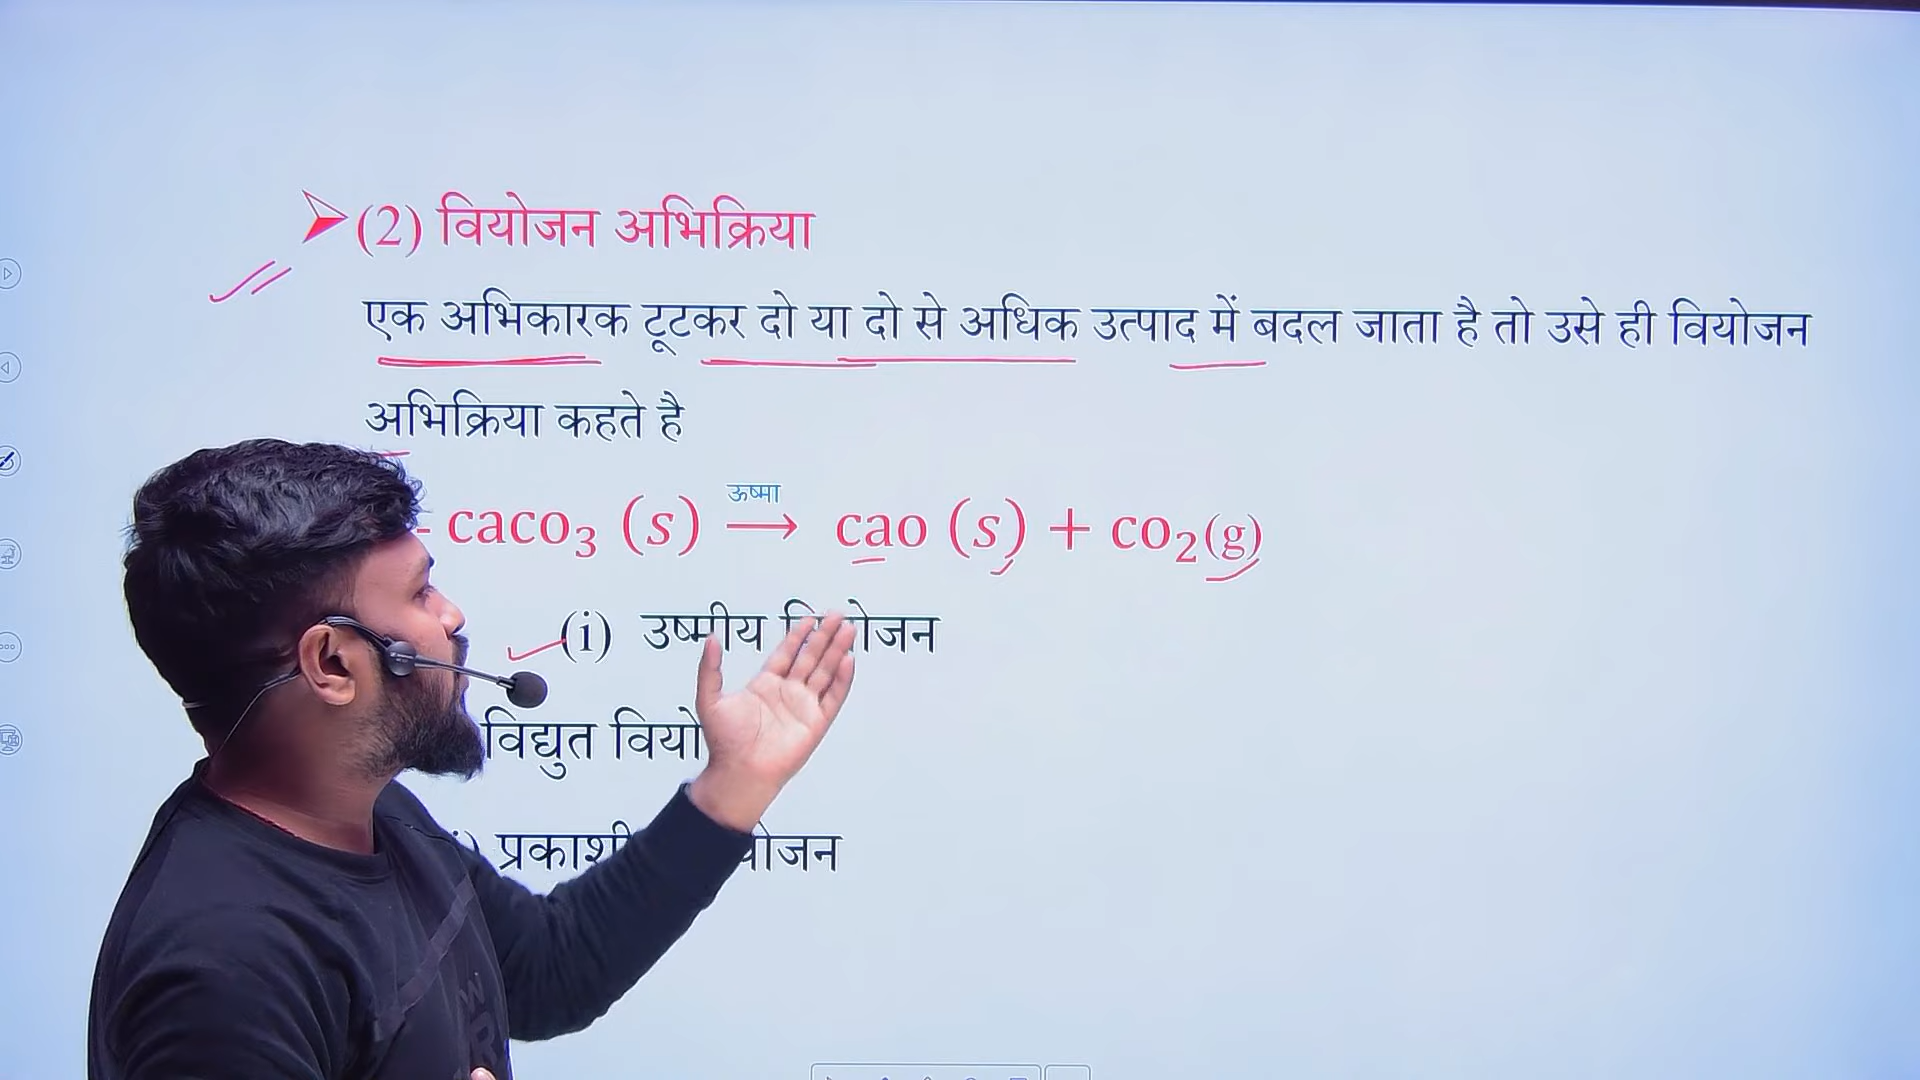 (2) वियोजन अभिक्रिया
एक अभिकारक टूटकर दो या दो से अधिक उत्पाद में बदल जाता है तो उसे ही वियोजन
अभिक्रिया कहते है
- caco₃ (s) ऊष्मा → cao (s) + co₂(g)
(i) उष्मीय वियोजन
विद्युत